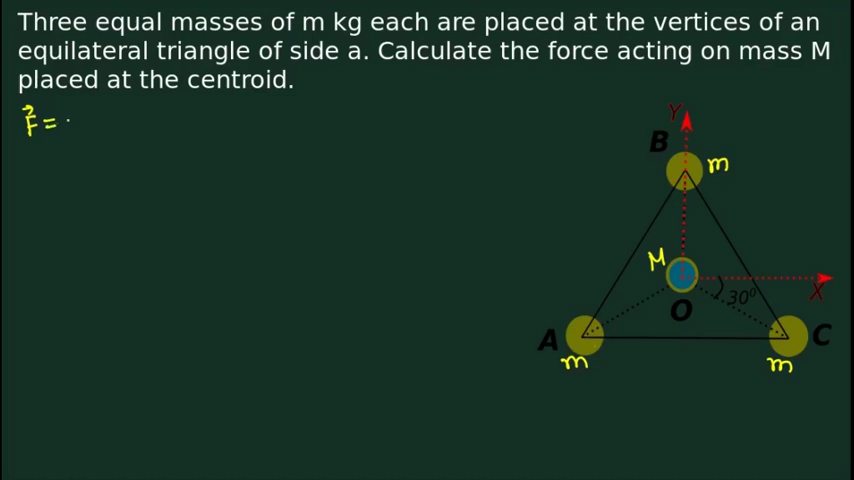 Three equal masses of m kg each are placed at the vertices of an
equilateral triangle of side a. Calculate the force acting on mass M
placed at the centroid.
F⃗ =
Y
B
m
M
30⁰
X
O
A
C
m
m